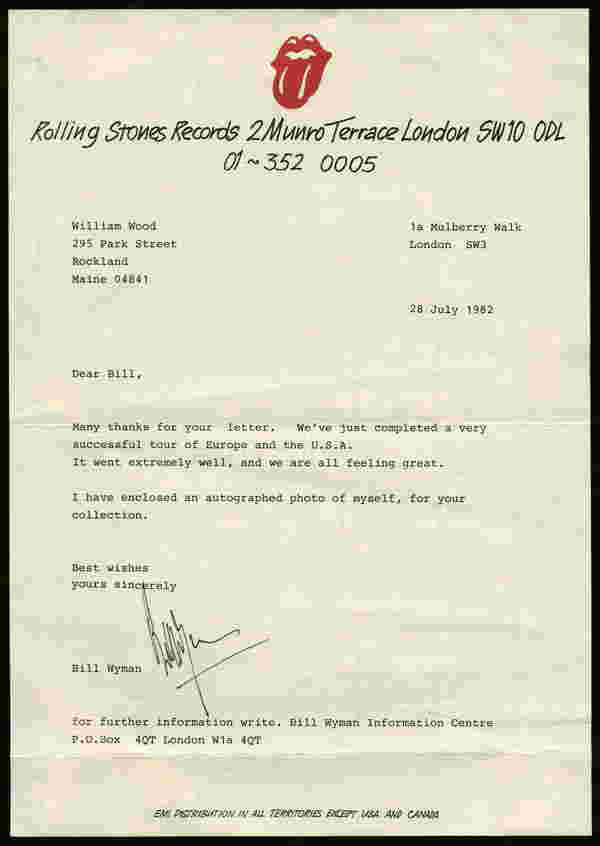 Rolling Stones Records 2 Munro Terrace London SW10 0DL
01~352 0005
William Wood
295 Park Street
Rockland
Maine 04841
1a Mulberry Walk
London SW3
28 July 1982
Dear Bill,
Many thanks for your letter. We've just completed a very
successful tour of Europe and the U.S.A.
It went extremely well, and we are all feeling great.
I have enclosed an autographed photo of myself, for your
collection.
Best wishes
yours sincerely
Bill Wyman
Bill Wyman
for further information write. Bill Wyman Information Centre
P.O.Box 4QT London W1a 4QT
EMI DISTRIBUTION IN ALL TERRITORIES EXCEPT USA AND CANADA